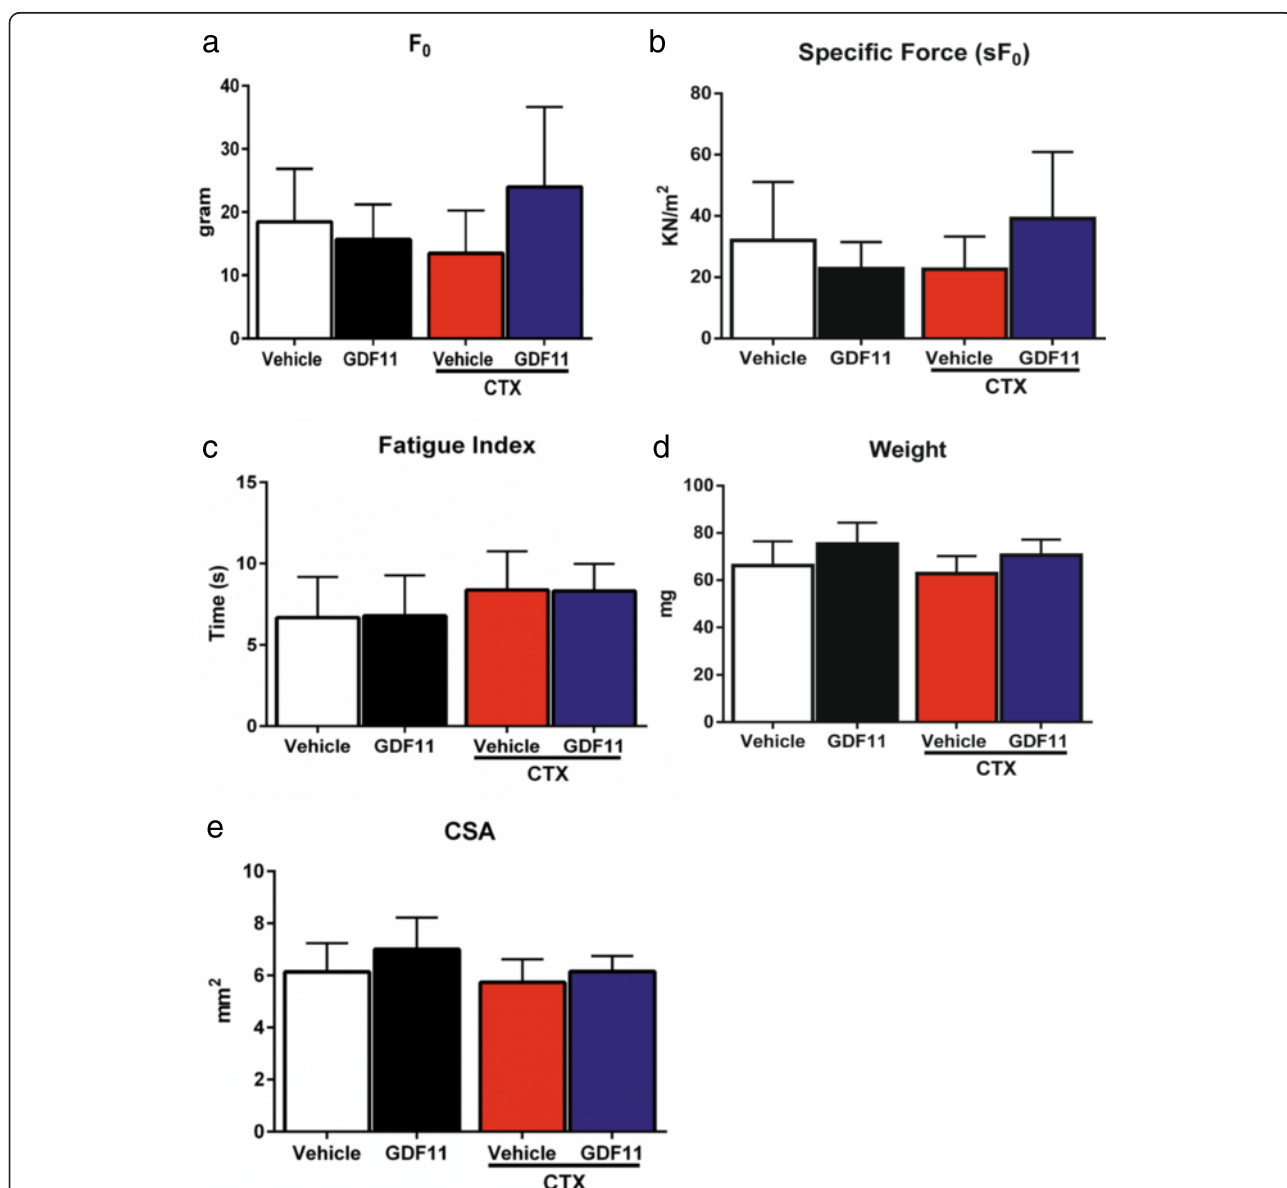 a
F₀
gram
40
30
20
10
0
Vehicle GDF11 Vehicle GDF11
CTX
b
Specific Force (sF₀)
KN/m²
80
60
40
20
0
Vehicle GDF11 Vehicle GDF11
CTX
c
Fatigue Index
Time (s)
15
10
5
0
Vehicle GDF11 Vehicle GDF11
CTX
d
Weight
mg
100
80
60
40
20
0
Vehicle GDF11 Vehicle GDF11
CTX
e
CSA
mm²
10
8
6
4
2
0
Vehicle GDF11 Vehicle GDF11
CTX